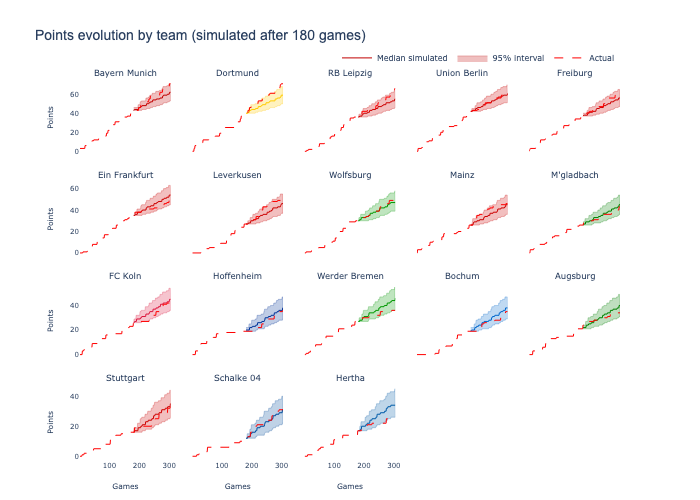 Points evolution by team (simulated after 180 games)
Median simulated 95% interval Actual
Bayern Munich Dortmund RB Leipzig Union Berlin Freiburg
60
40
20
0
Points
Ein Frankfurt Leverkusen Wolfsburg Mainz M'gladbach
60
40
20
0
Points
FC Koln Hoffenheim Werder Bremen Bochum Augsburg
40
20
0
Points
Stuttgart Schalke 04 Hertha
40
20
0
Points
100 200 300 100 200 300 100 200 300
Games Games Games